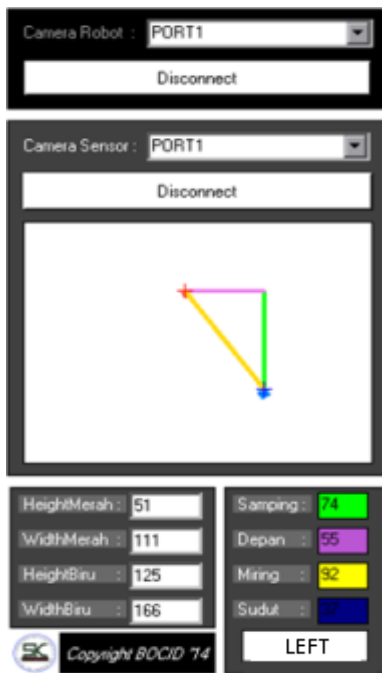 Camera Robot : PORT1
Disconnect
Camera Sensor : PORT1
Disconnect
HeightMerah : 51
WidthMerah : 111
HeightBiru : 125
WidthBiru : 166
Samping : 74
Depan : 55
Miring : 92
Sudut :
LEFT
SK Copyright BOCID '74